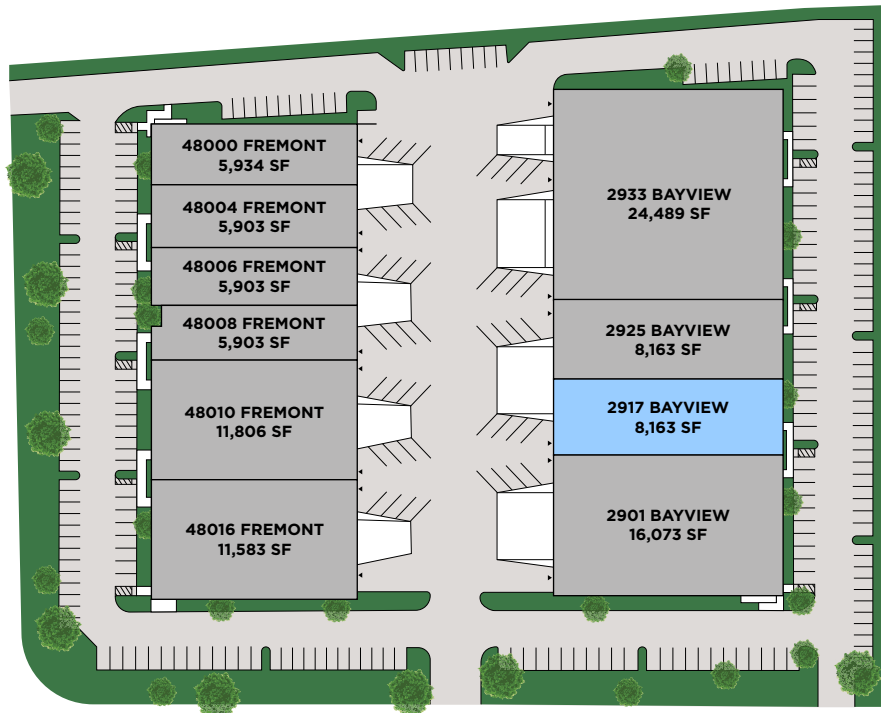 48000 FREMONT
5,934 SF
48004 FREMONT
5,903 SF
48006 FREMONT
5,903 SF
48008 FREMONT
5,903 SF
48010 FREMONT
11,806 SF
48016 FREMONT
11,583 SF
2933 BAYVIEW
24,489 SF
2925 BAYVIEW
8,163 SF
2917 BAYVIEW
8,163 SF
2901 BAYVIEW
16,073 SF